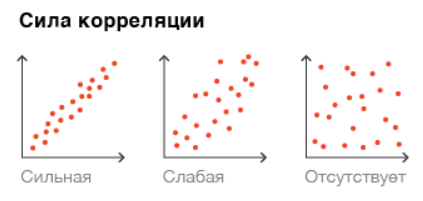 Сила корреляции
Сильная
Слабая
Отсутствует